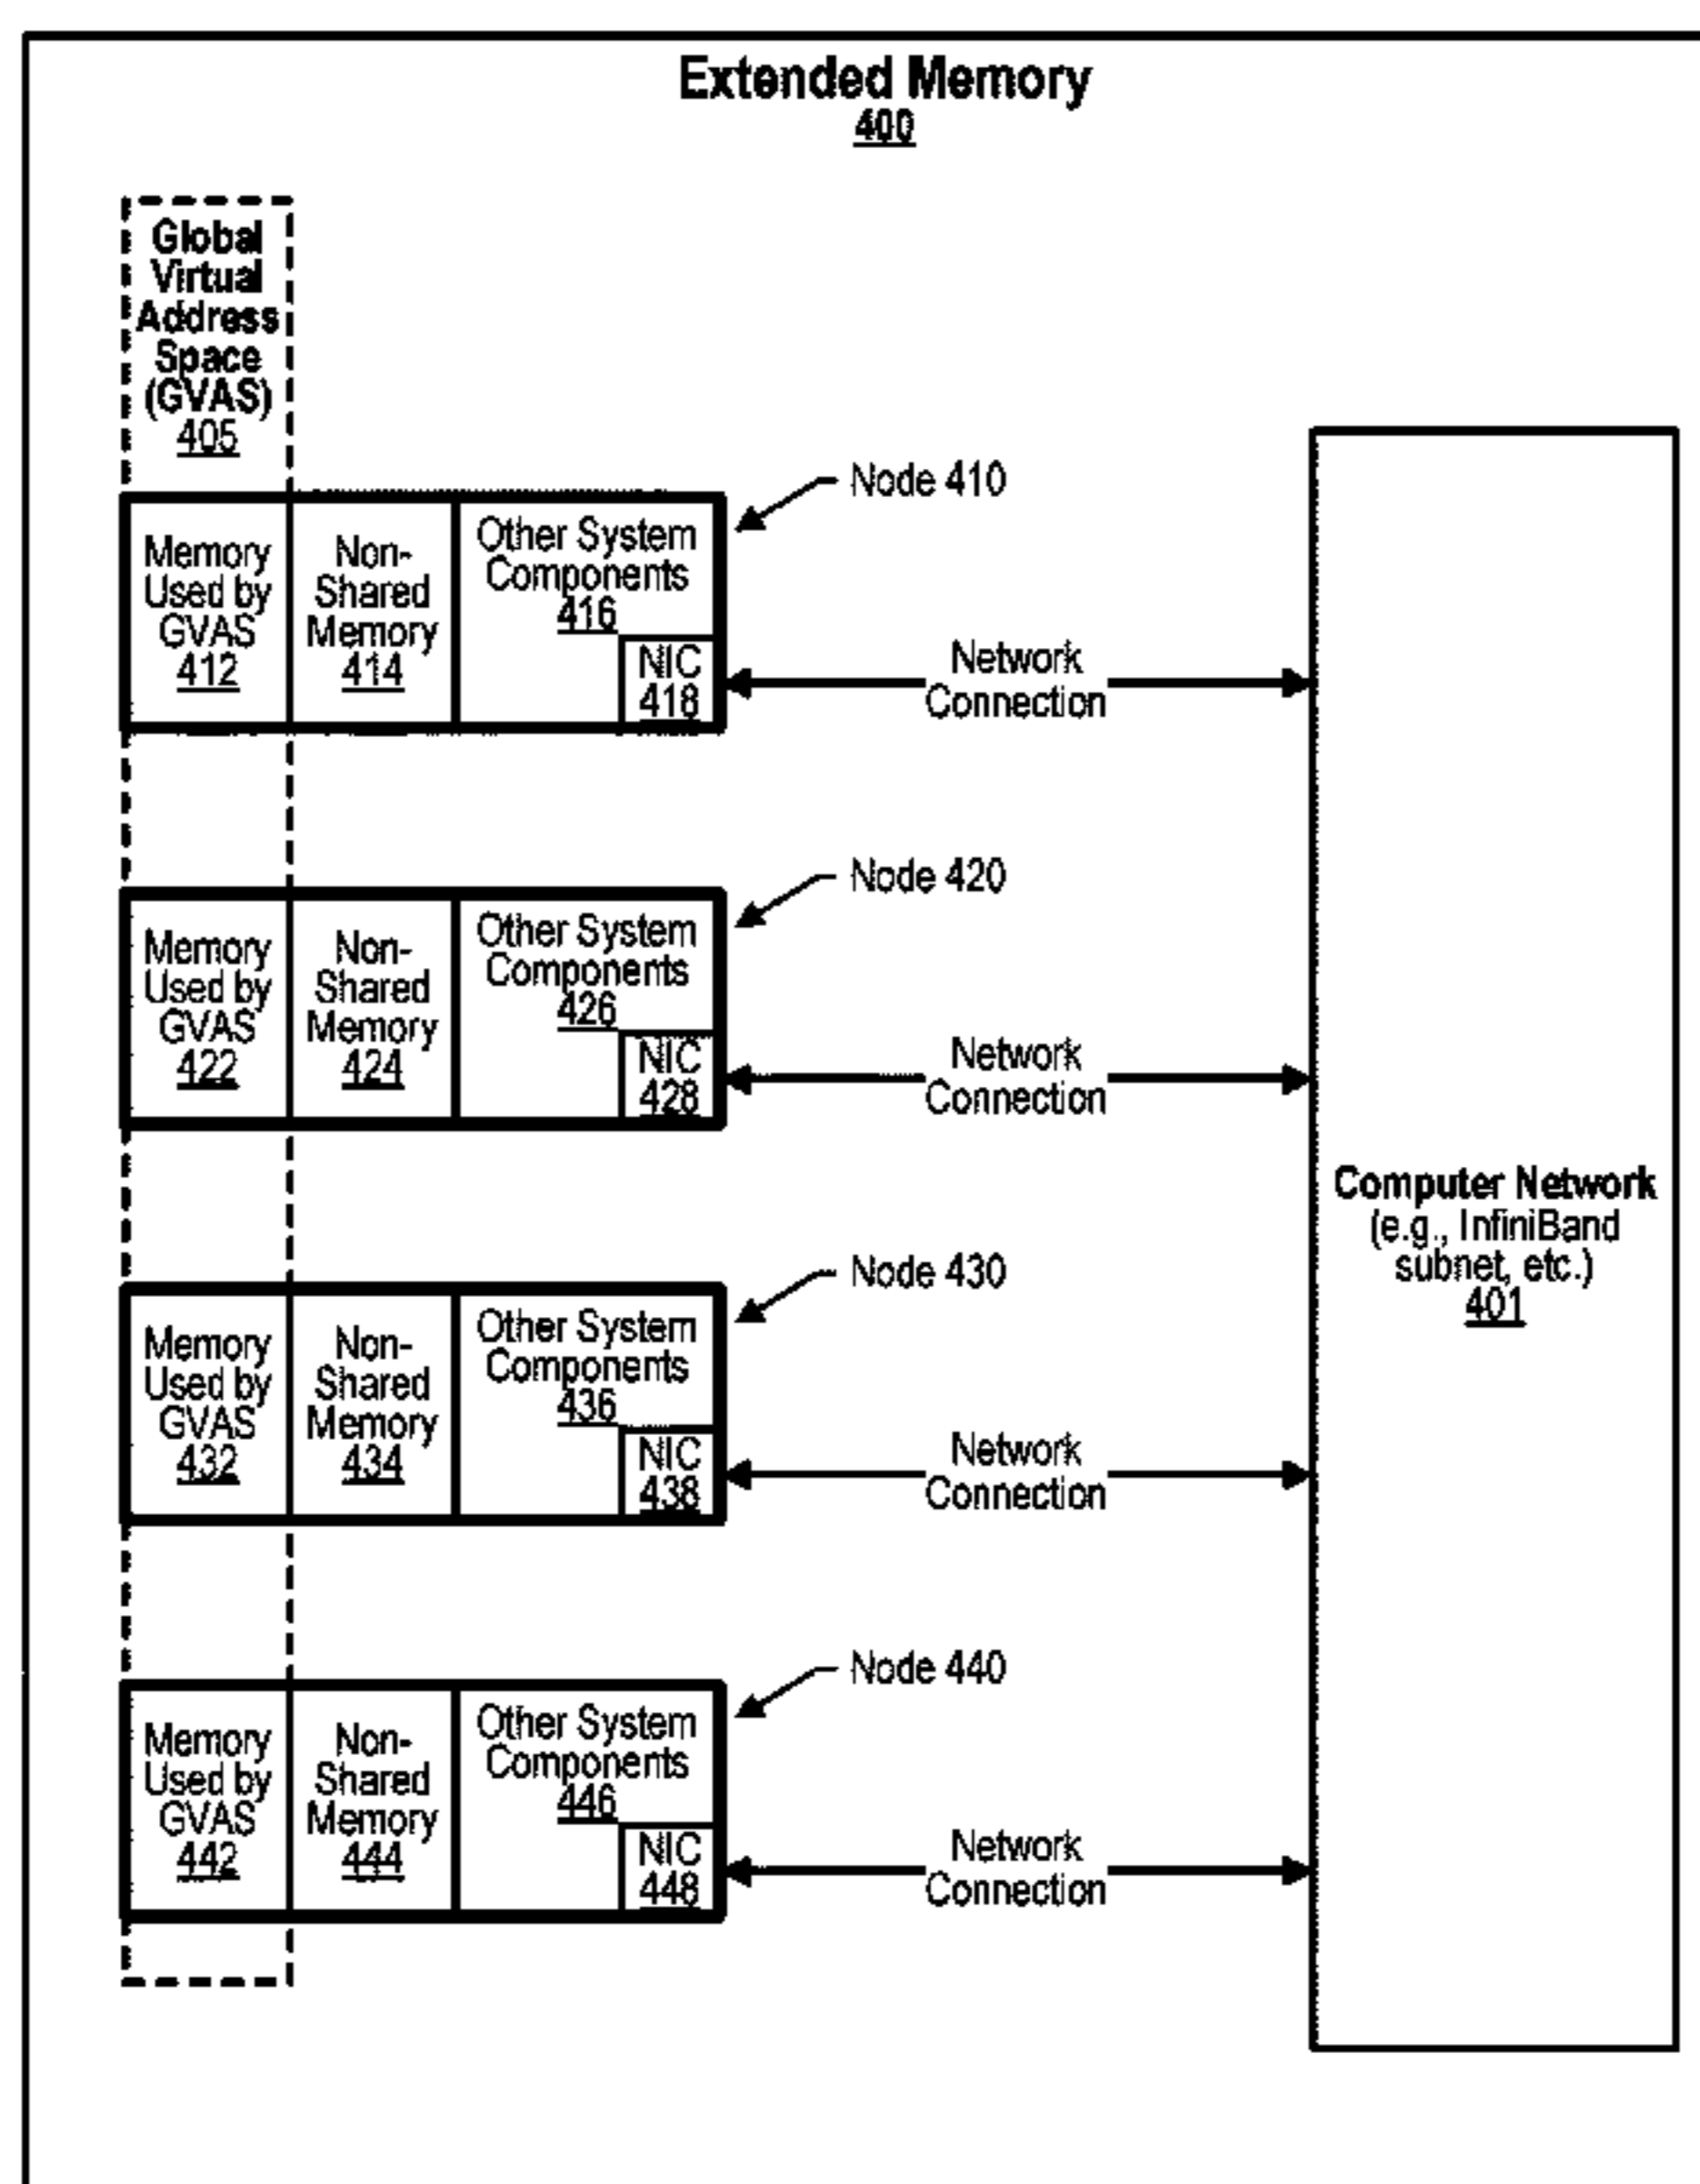 Extended Memory
400
Global
Virtual
Address
Space
(GVAS)
405
Node 410
Memory
Used by
GVAS
412
Non-
Shared
Memory
414
Other System
Components
416
NIC
418
Network
Connection
Node 420
Memory
Used by
GVAS
422
Non-
Shared
Memory
424
Other System
Components
426
NIC
428
Network
Connection
Node 430
Memory
Used by
GVAS
432
Non-
Shared
Memory
434
Other System
Components
436
NIC
438
Network
Connection
Node 440
Memory
Used by
GVAS
442
Non-
Shared
Memory
444
Other System
Components
446
NIC
448
Network
Connection
Computer Network
(e.g., InfiniBand
subnet, etc.)
401